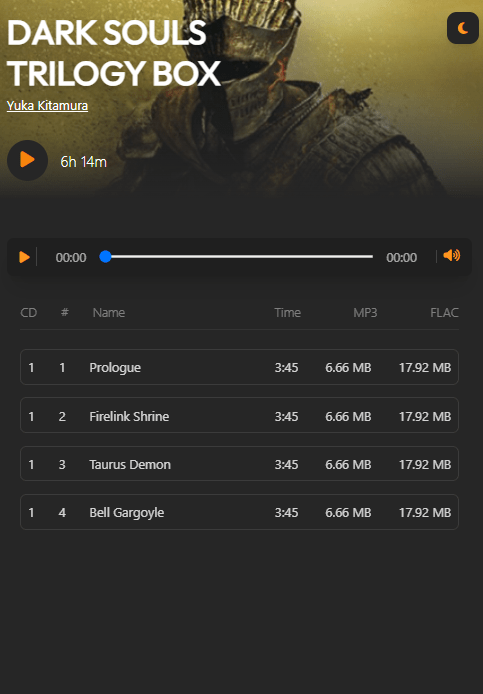 DARK SOULS
TRILOGY BOX
Yuka Kitamura
6h 14m
00:00 00:00
CD # Name Time MP3 FLAC
1 1 Prologue 3:45 6.66 MB 17.92 MB
1 2 Firelink Shrine 3:45 6.66 MB 17.92 MB
1 3 Taurus Demon 3:45 6.66 MB 17.92 MB
1 4 Bell Gargoyle 3:45 6.66 MB 17.92 MB